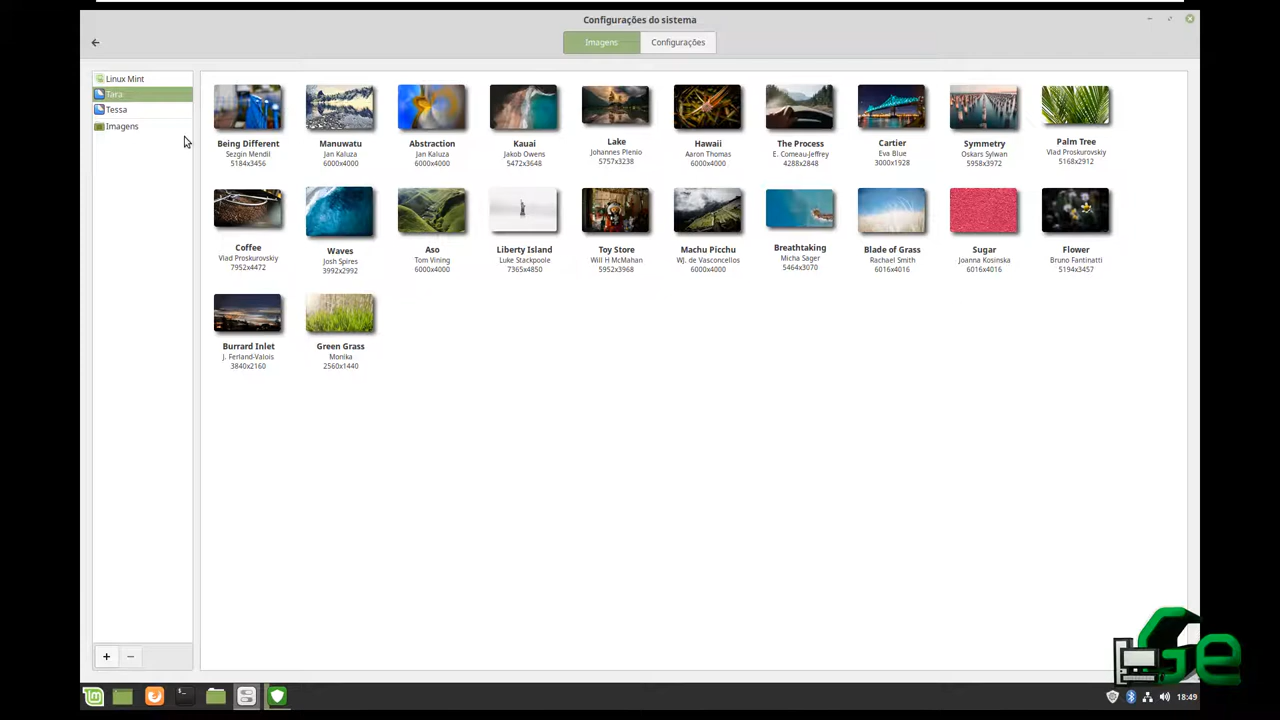 Configurações do sistema
Imagens
Configurações
Linux Mint
Tara
Tessa
Imagens
Being Different
Sezgin Mendil
5184x3456
Manuwatu
Jan Kaluza
6000x4000
Abstraction
Jan Kaluza
6000x4000
Kauai
Jakob Owens
5472x3648
Lake
Johannes Plenio
5757x3238
Hawaii
Aaron Thomas
6000x4000
The Process
E. Comeau-Jeffrey
4288x2848
Cartier
Eva Blue
3000x1928
Symmetry
Oskars Sylwan
5958x3972
Palm Tree
Vlad Proskurovskiy
5168x2912
Coffee
Vlad Proskurovskiy
7952x4472
Waves
Josh Spires
3992x2992
Aso
Tom Vining
6000x4000
Liberty Island
Luke Stackpoole
7365x4850
Toy Store
Will H McMahan
5952x3968
Machu Picchu
WJ. de Vasconcellos
6000x4000
Breathtaking
Micha Sager
5464x3070
Blade of Grass
Rachael Smith
6016x4016
Sugar
Joanna Kosinska
6016x4016
Flower
Bruno Fantinatti
5194x3457
Burrard Inlet
J. Ferland-Valois
3840x2160
Green Grass
Monika
2560x1440
Ge
18:49